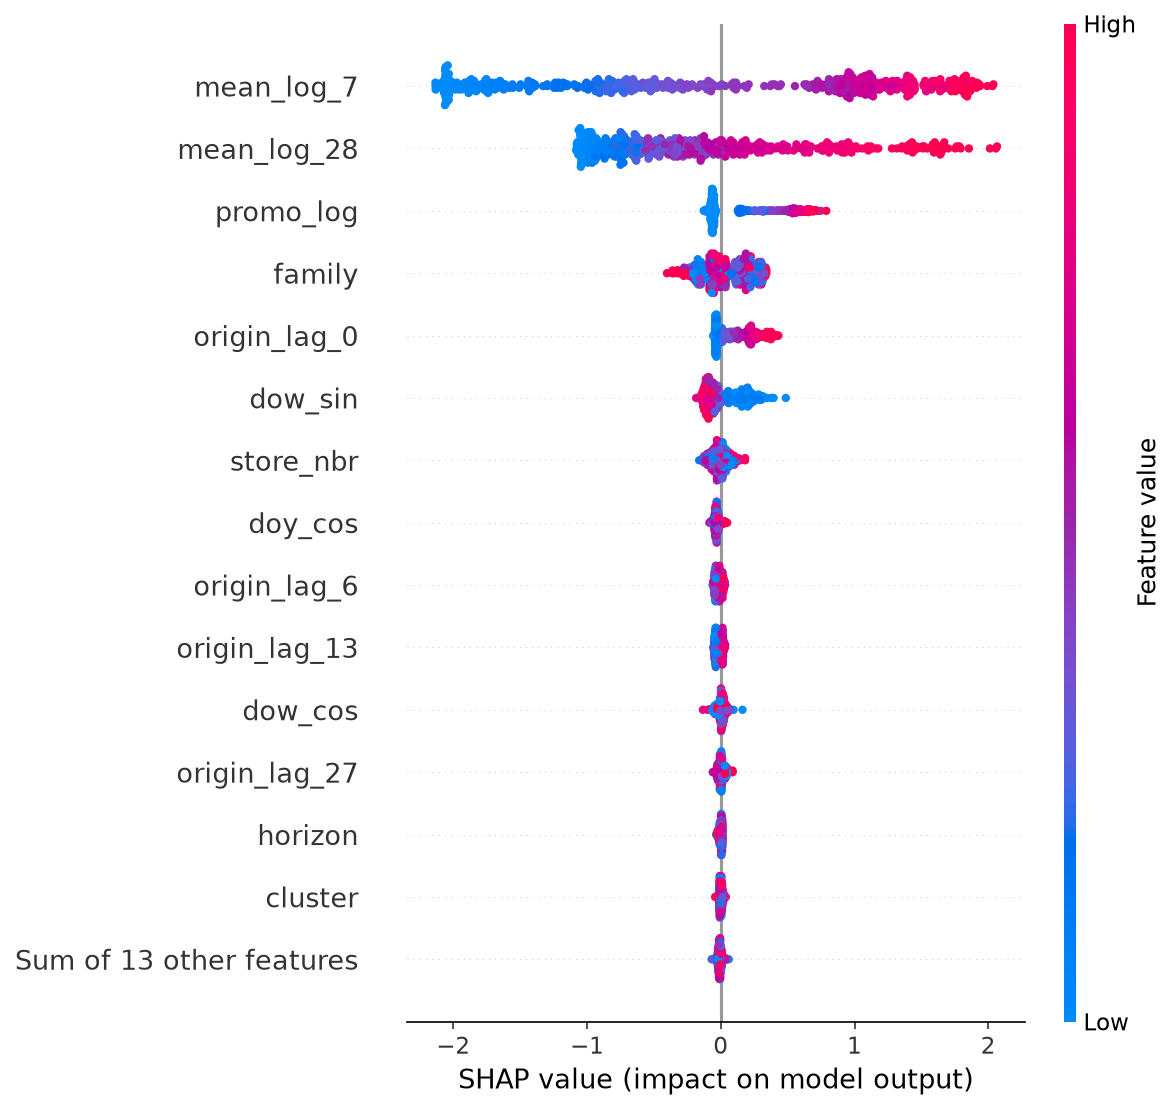 High
mean_log_7
mean_log_28
promo_log
family
origin_lag_0
dow_sin
store_nbr
doy_cos
origin_lag_6
origin_lag_13
dow_cos
origin_lag_27
horizon
cluster
Sum of 13 other features
Feature value
Low
−2 −1 0 1 2
SHAP value (impact on model output)